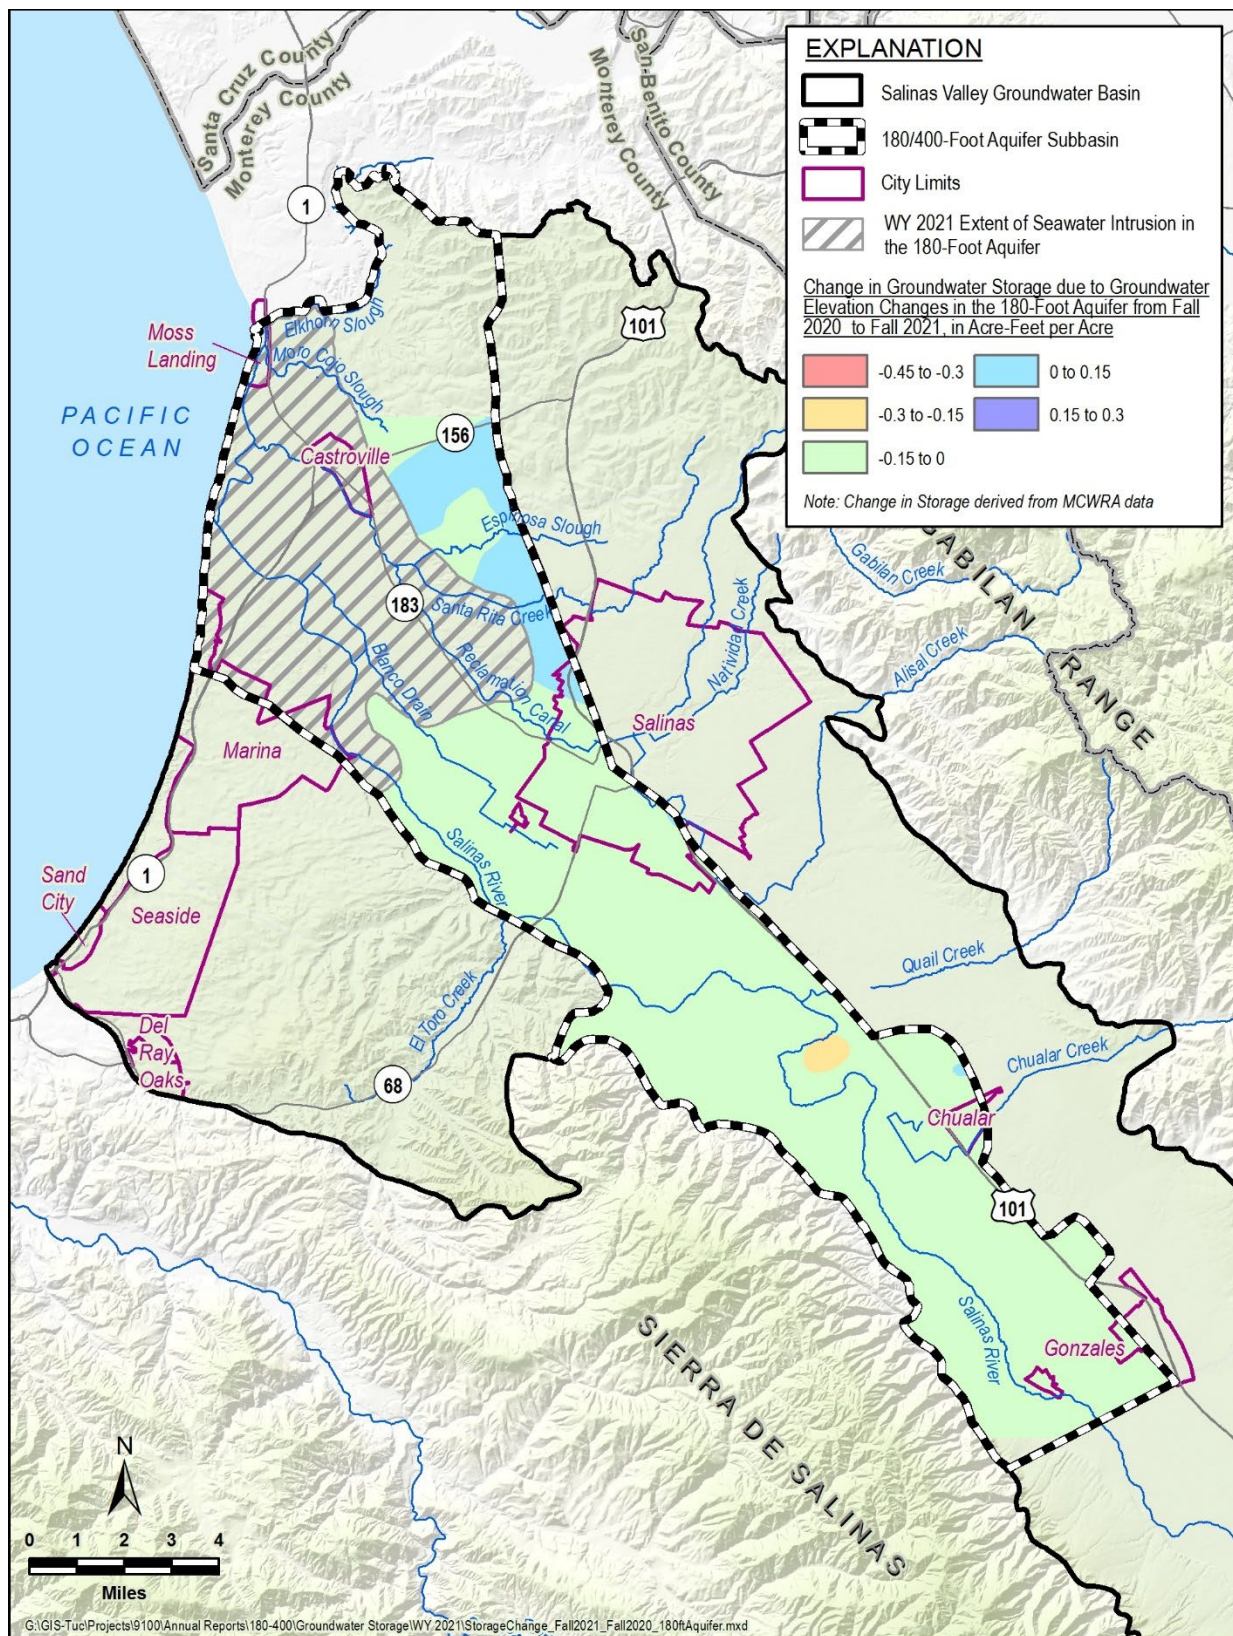 EXPLANATION
Salinas Valley Groundwater Basin
180/400-Foot Aquifer Subbasin
City Limits
WY 2021 Extent of Seawater Intrusion in
the 180-Foot Aquifer
Change in Groundwater Storage due to Groundwater
Elevation Changes in the 180-Foot Aquifer from Fall
2020 to Fall 2021, in Acre-Feet per Acre
-0.45 to -0.3
0 to 0.15
-0.3 to -0.15
0.15 to 0.3
-0.15 to 0
Note: Change in Storage derived from MCWRA data
Santa Cruz County
Monterey County
San Benito County
Monterey County
1
101
Elkhorn Slough
Moss
Landing
Moro Cojo Slough
PACIFIC
OCEAN
156
Castroville
Espinosa Slough
GABILAN
RANGE
Gabilan Creek
183
Santa Rita Creek
Natividad Creek
Alisal Creek
Blanco Drain
Reclamation Canal
Salinas
Marina
Salinas River
Sand
City
1
Seaside
Quail Creek
El Toro Creek
Del
Ray
Oaks
68
Chualar Creek
Chualar
101
Salinas River
Gonzales
SIERRA DE SALINAS
N
0 1 2 3 4
Miles
G:\GIS-Tuc\Projects\9100\Annual Reports\180-400\Groundwater Storage\WY 2021\StorageChange_Fall2021_Fall2020_180ftAquifer.mxd